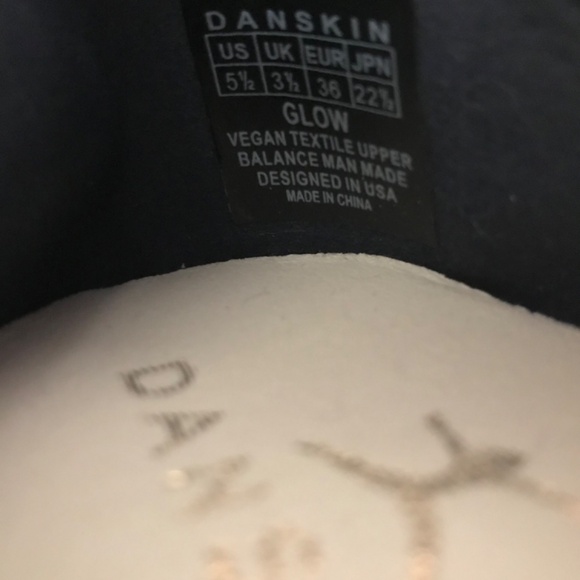 DANSKIN
US UK EUR JPN
5½ 3½ 36 22½
GLOW
VEGAN TEXTILE UPPER
BALANCE MAN MADE
DESIGNED IN USA
MADE IN CHINA
DAN